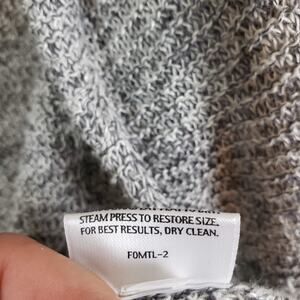 STEAM PRESS TO RESTORE SIZE.
FOR BEST RESULTS, DRY CLEAN.
F0MTL-2